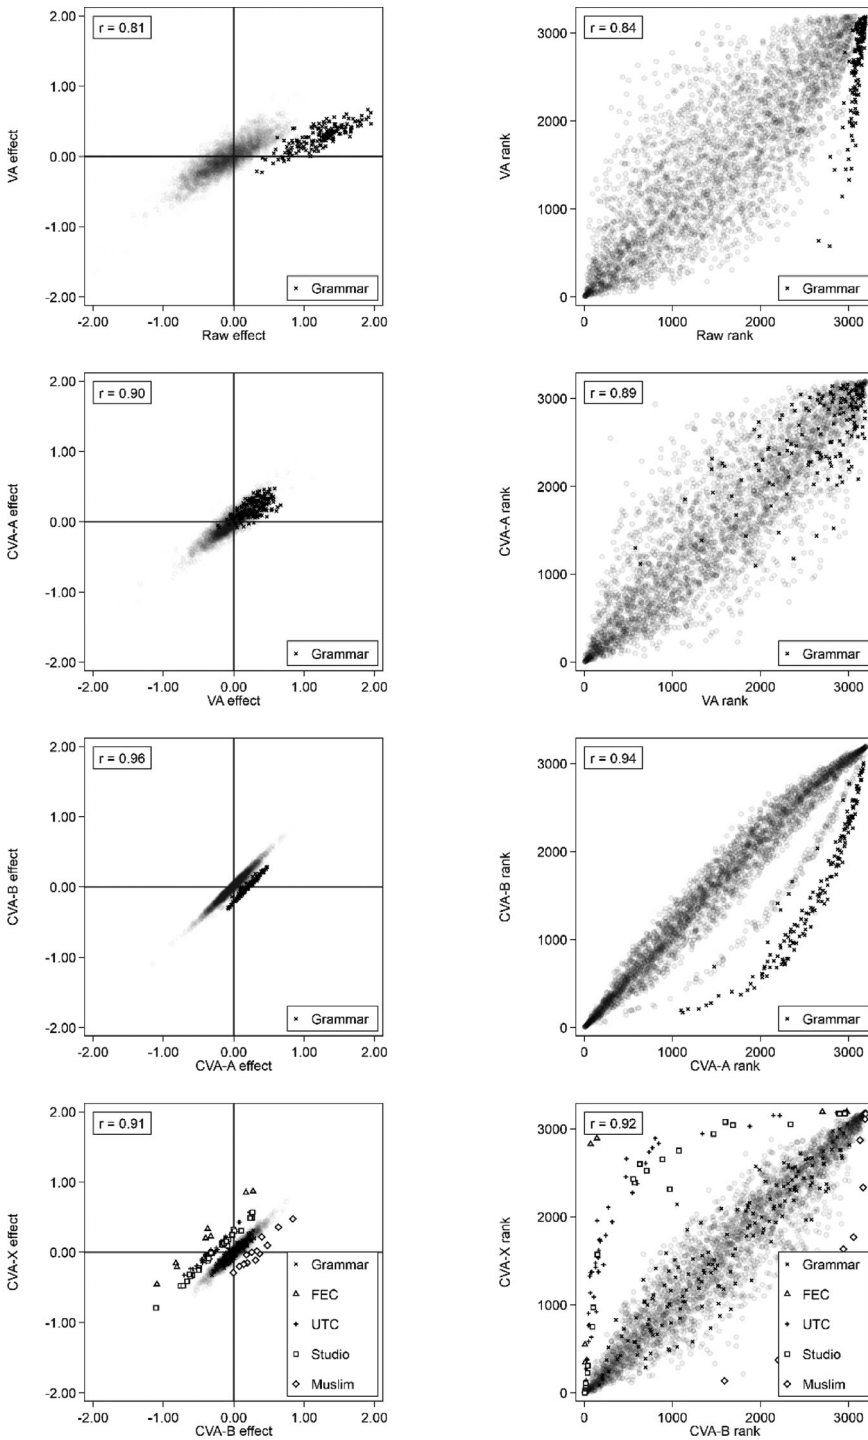 r = 0.81
2.00
1.00
0.00
-1.00
-2.00
VA effect
-2.00 -1.00 0.00 1.00 2.00
Raw effect
Grammar
r = 0.84
3000
2000
1000
0
VA rank
0 1000 2000 3000
Raw rank
Grammar
r = 0.90
2.00
1.00
0.00
-1.00
-2.00
CVA-A effect
-2.00 -1.00 0.00 1.00 2.00
VA effect
Grammar
r = 0.89
3000
2000
1000
0
CVA-A rank
0 1000 2000 3000
VA rank
Grammar
r = 0.96
2.00
1.00
0.00
-1.00
-2.00
CVA-B effect
-2.00 -1.00 0.00 1.00 2.00
CVA-A effect
Grammar
r = 0.94
3000
2000
1000
0
CVA-B rank
0 1000 2000 3000
CVA-A rank
Grammar
r = 0.91
2.00
1.00
0.00
-1.00
-2.00
CVA-X effect
-2.00 -1.00 0.00 1.00 2.00
CVA-B effect
Grammar
FEC
UTC
Studio
Muslim
r = 0.92
3000
2000
1000
0
CVA-X rank
0 1000 2000 3000
CVA-B rank
Grammar
FEC
UTC
Studio
Muslim